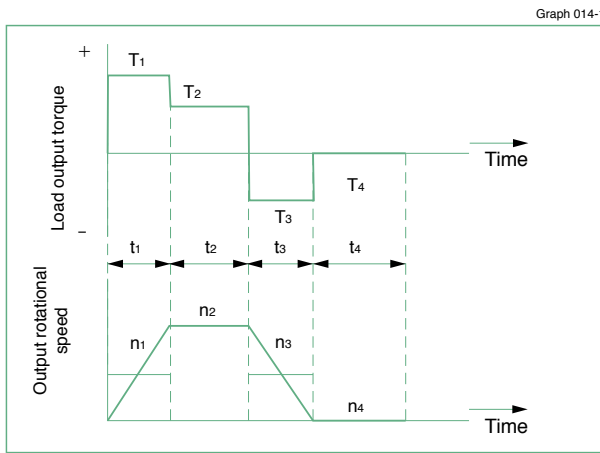 Graph 014-1
+
T1
T2
Load output torque
Time
T4
T3
–
t1 t2 t3 t4
Output rotational
speed
n2
n1
n3
n4
Time